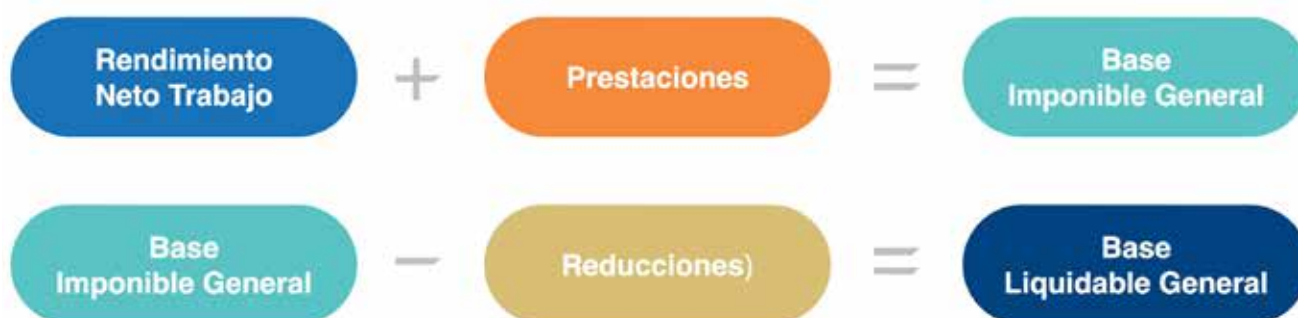 Rendimiento
Neto Trabajo
+
Prestaciones
=
Base
Imponible General
Base
Imponible General
−
Reducciones)
=
Base
Liquidable General